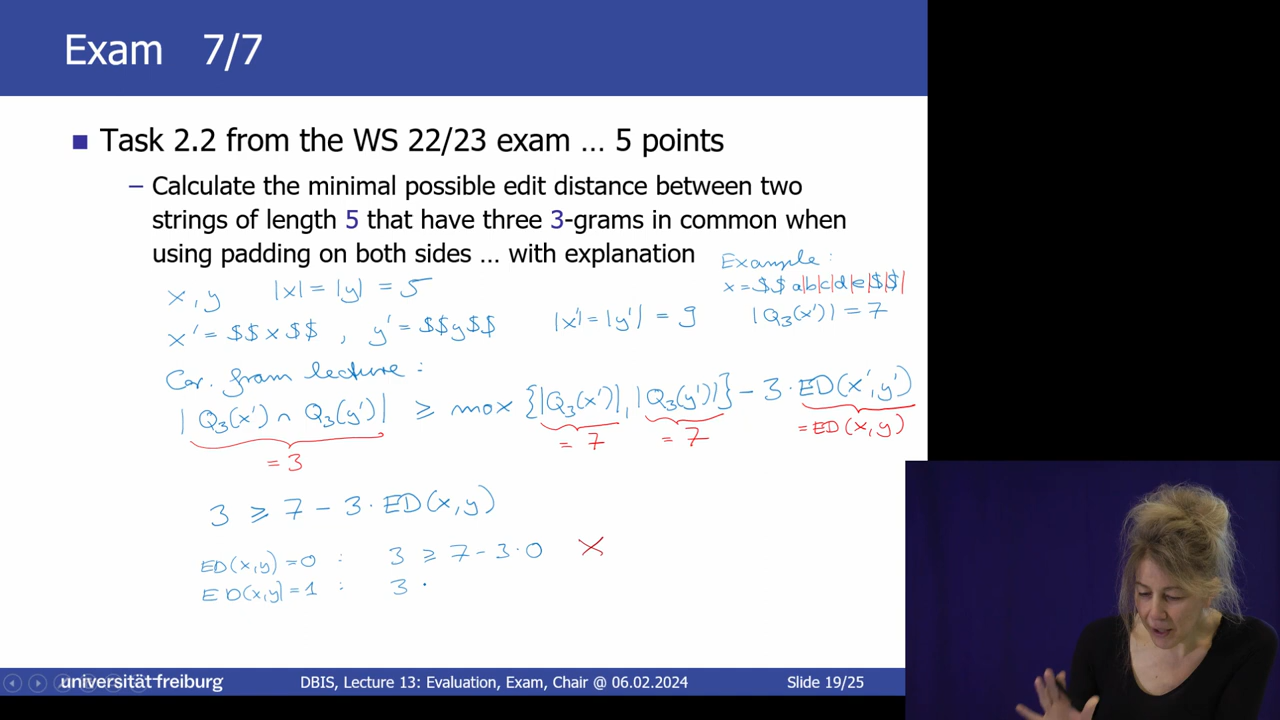 Exam 7/7
■ Task 2.2 from the WS 22/23 exam … 5 points
– Calculate the minimal possible edit distance between two
strings of length 5 that have three 3-grams in common when
using padding on both sides … with explanation
Example:
x = $$a|b|c|d|e|$|$|
|Q₃(x')| = 7
x, y |x| = |y| = 5
x' = $$x$$ , y' = $$y$$ |x'| = |y'| = 9
Cor. from lecture :
| Q₃(x') ∩ Q₃(y') | ≥ max {|Q₃(x')|, |Q₃(y')|} – 3 · ED(x', y')
= 3 = 7 = 7 = ED(x, y)
3 ≥ 7 – 3 · ED(x, y)
ED(x,y) = 0 : 3 ≥ 7 – 3 · 0 ✗
ED(x,y) = 1 : 3 ·
universität freiburg DBIS, Lecture 13: Evaluation, Exam, Chair @ 06.02.2024 Slide 19/25